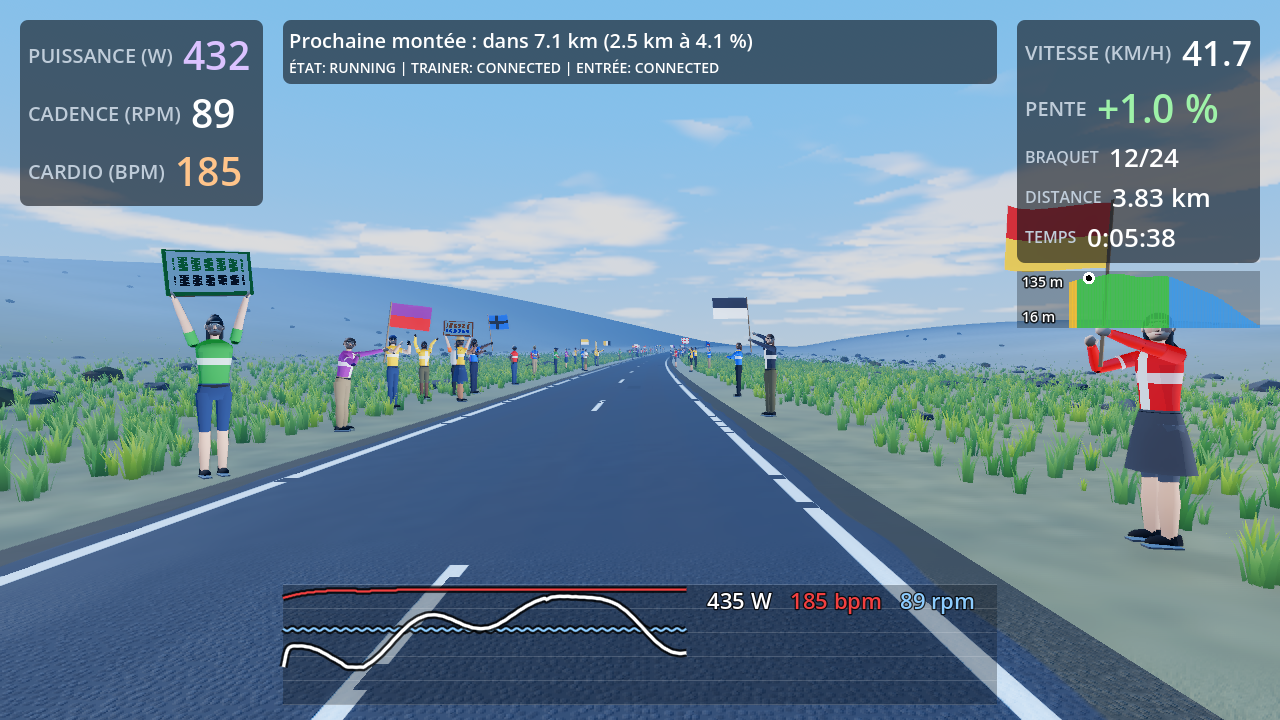 PUISSANCE (W) 432
CADENCE (RPM) 89
CARDIO (BPM) 185
Prochaine montée : dans 7.1 km (2.5 km à 4.1 %)
ÉTAT: RUNNING | TRAINER: CONNECTED | ENTRÉE: CONNECTED
VITESSE (KM/H) 41.7
PENTE +1.0 %
BRAQUET 12/24
DISTANCE 3.83 km
TEMPS 0:05:38
135 m
16 m
435 W 185 bpm 89 rpm